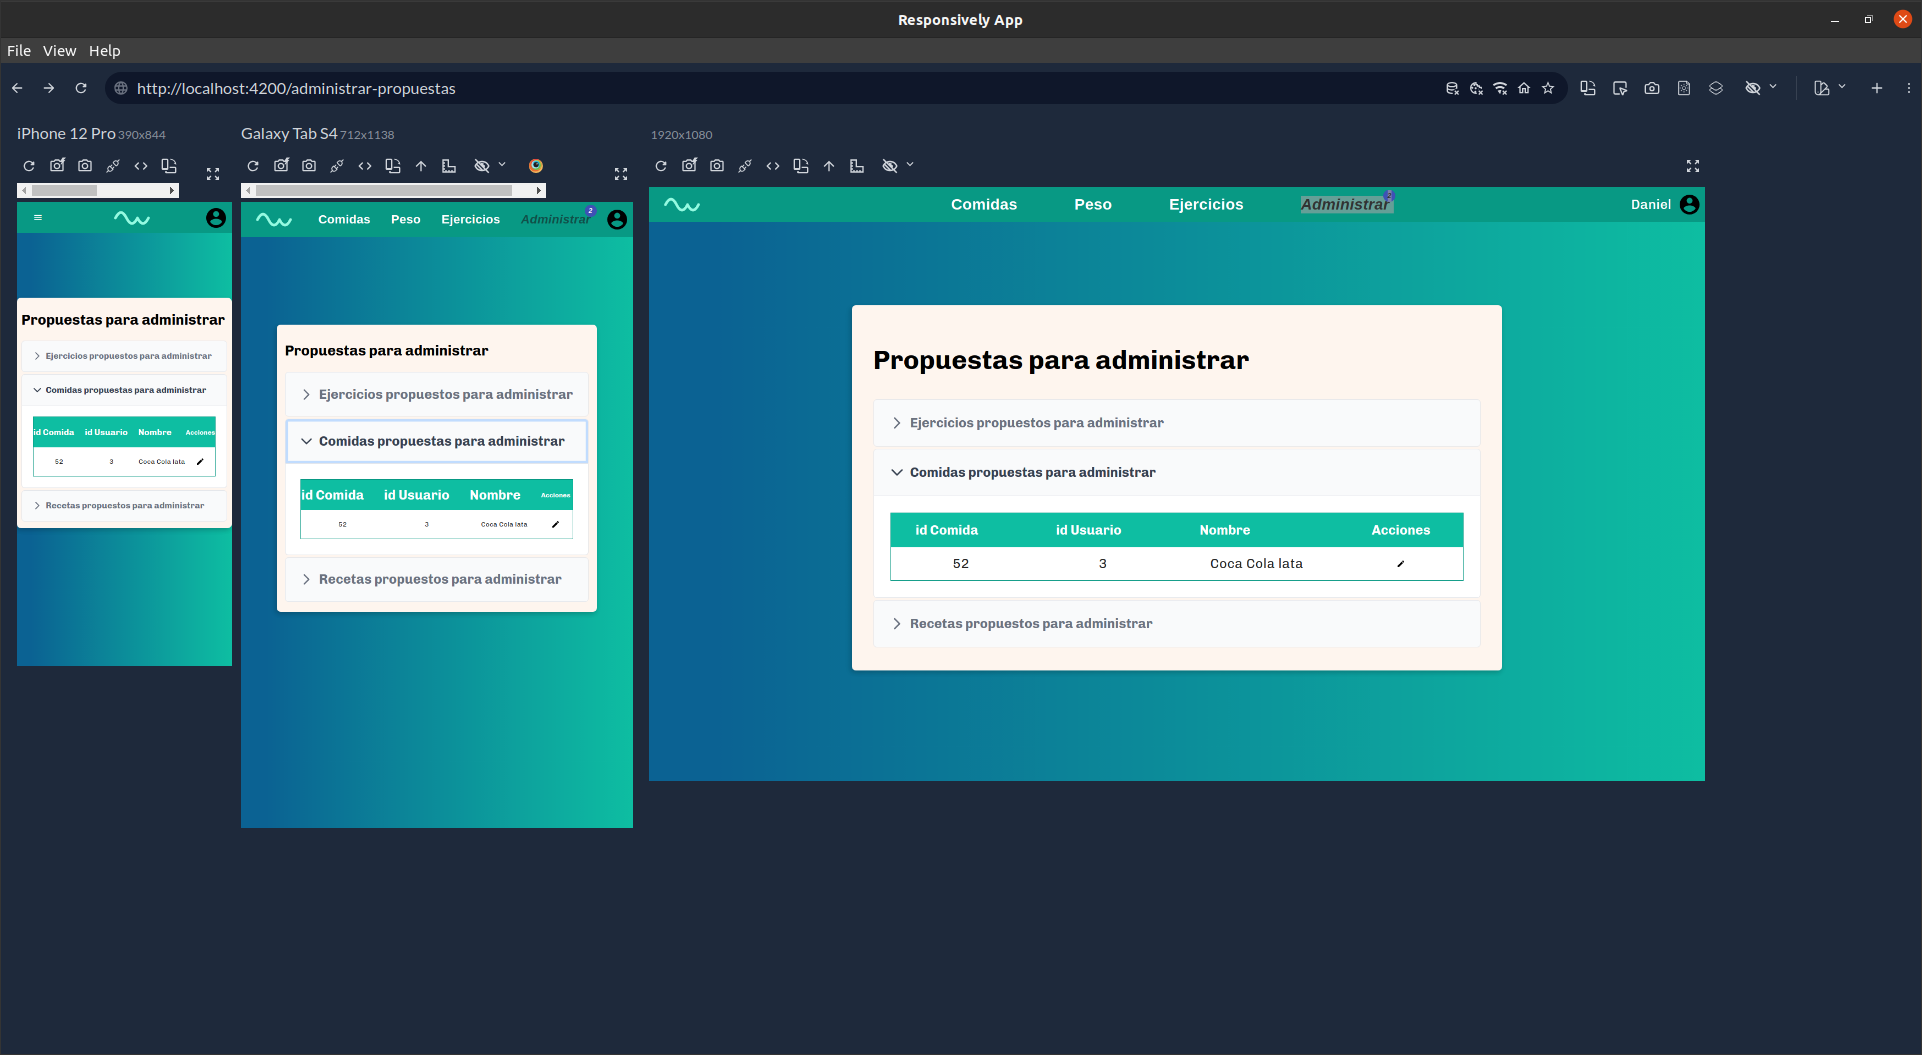 Responsively App
File View Help
http://localhost:4200/administrar-propuestas
iPhone 12 Pro 390x844
Propuestas para administrar
Ejercicios propuestos para administrar
Comidas propuestas para administrar
id Comida id Usuario Nombre Acciones
52 3 Coca Cola lata
Recetas propuestos para administrar
Galaxy Tab S4 712x1138
Comidas Peso Ejercicios Administrar 2
Propuestas para administrar
Ejercicios propuestos para administrar
Comidas propuestas para administrar
id Comida id Usuario Nombre Acciones
52 3 Coca Cola lata
Recetas propuestos para administrar
1920x1080
Comidas Peso Ejercicios Administrar 2 Daniel
Propuestas para administrar
Ejercicios propuestos para administrar
Comidas propuestas para administrar
id Comida id Usuario Nombre Acciones
52 3 Coca Cola lata
Recetas propuestos para administrar